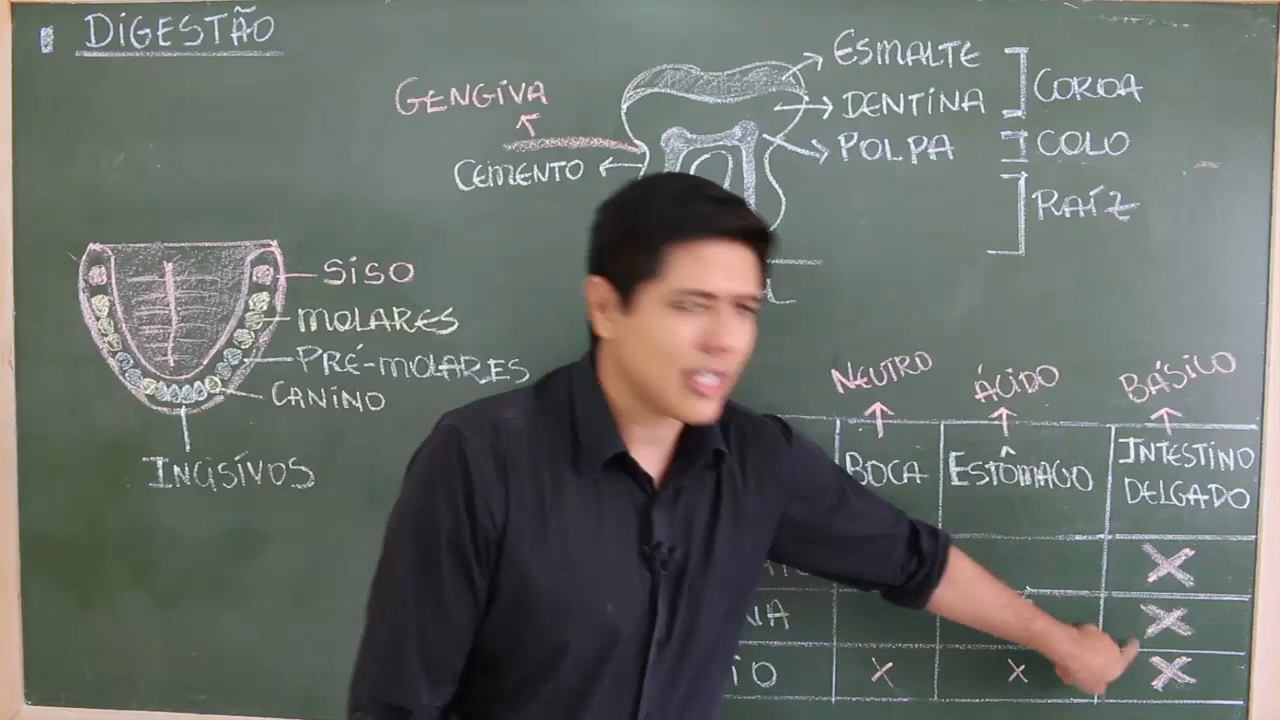 DIGESTÃO
GENGIVA
CEMENTO
ESMALTE
DENTINA
POLPA
COROA
COLO
RAÍZ
SISO
MOLARES
PRÉ-MOLARES
CANINO
INCISÍVOS
NEUTRO
ÁCIDO
BÁSICO
BOCA
ESTÔMAGO
INTESTINO
DELGADO
X
X
X X X